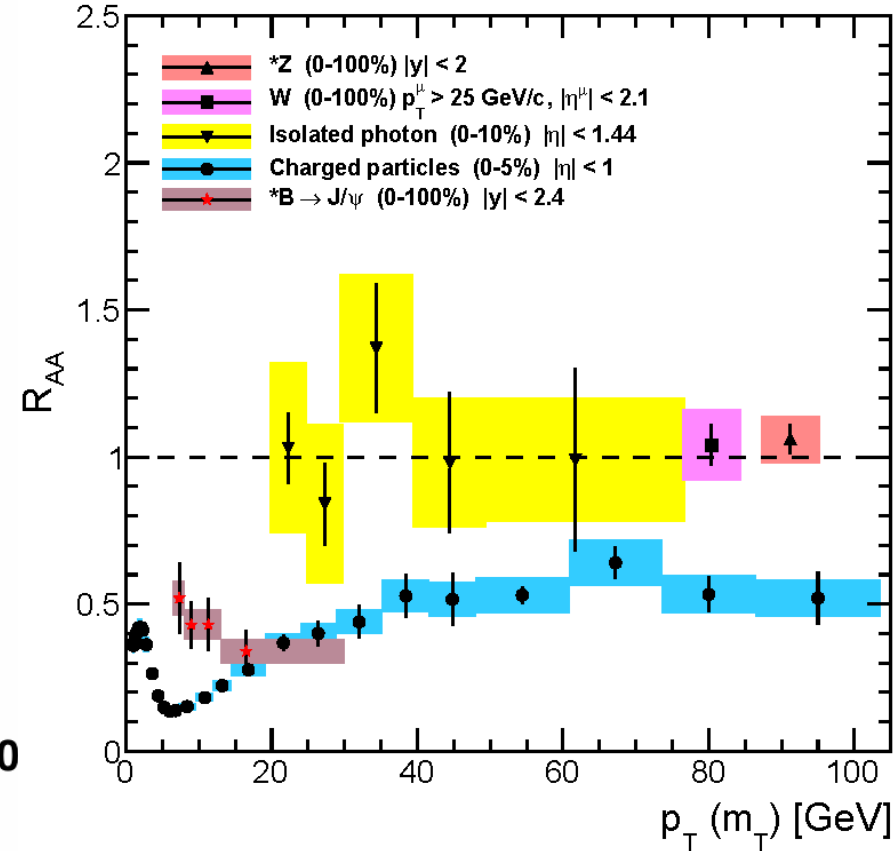 2.5
*Z (0-100%) |y| < 2
W (0-100%) p_T^μ > 25 GeV/c, |η^μ| < 2.1
Isolated photon (0-10%) |η| < 1.44
Charged particles (0-5%) |η| < 1
*B → J/ψ (0-100%) |y| < 2.4
2
1.5
R_AA
1
0.5
0
0
0 20 40 60 80 100
p_T (m_T) [GeV]